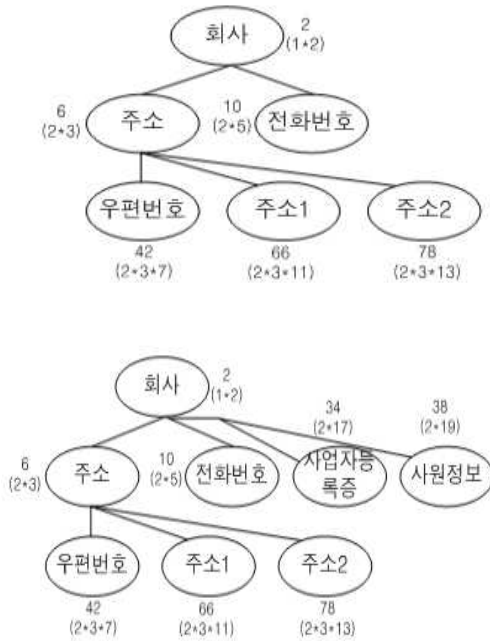 회사
2
(1*2)
6
(2*3)
주소
10
(2*5)
전화번호
우편번호
주소1
주소2
42
(2*3*7)
66
(2*3*11)
78
(2*3*13)
회사
2
(1*2)
34
(2*17)
38
(2*19)
6
(2*3)
주소
10
(2*5)
전화번호
사업자등
록증
사원정보
우편번호
주소1
주소2
42
(2*3*7)
66
(2*3*11)
78
(2*3*13)